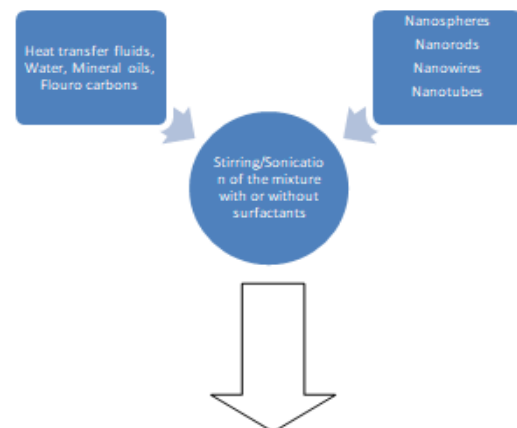 Heat transfer fluids,
Water, Mineral oils,
Flouro carbons
Nanospheres
Nanorods
Nanowires
Nanotubes
Stirring/Sonicatio
n of the mixture
with or without
surfactants